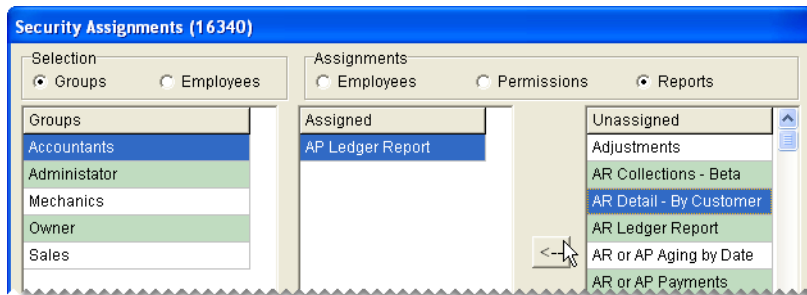 Security Assignments (16340)
Selection
Groups Employees
Assignments
Employees Permissions Reports
Groups
Accountants
Administator
Mechanics
Owner
Sales
Assigned
AP Ledger Report
<--
Unassigned
Adjustments
AR Collections - Beta
AR Detail - By Customer
AR Ledger Report
AR or AP Aging by Date
AR or AP Payments